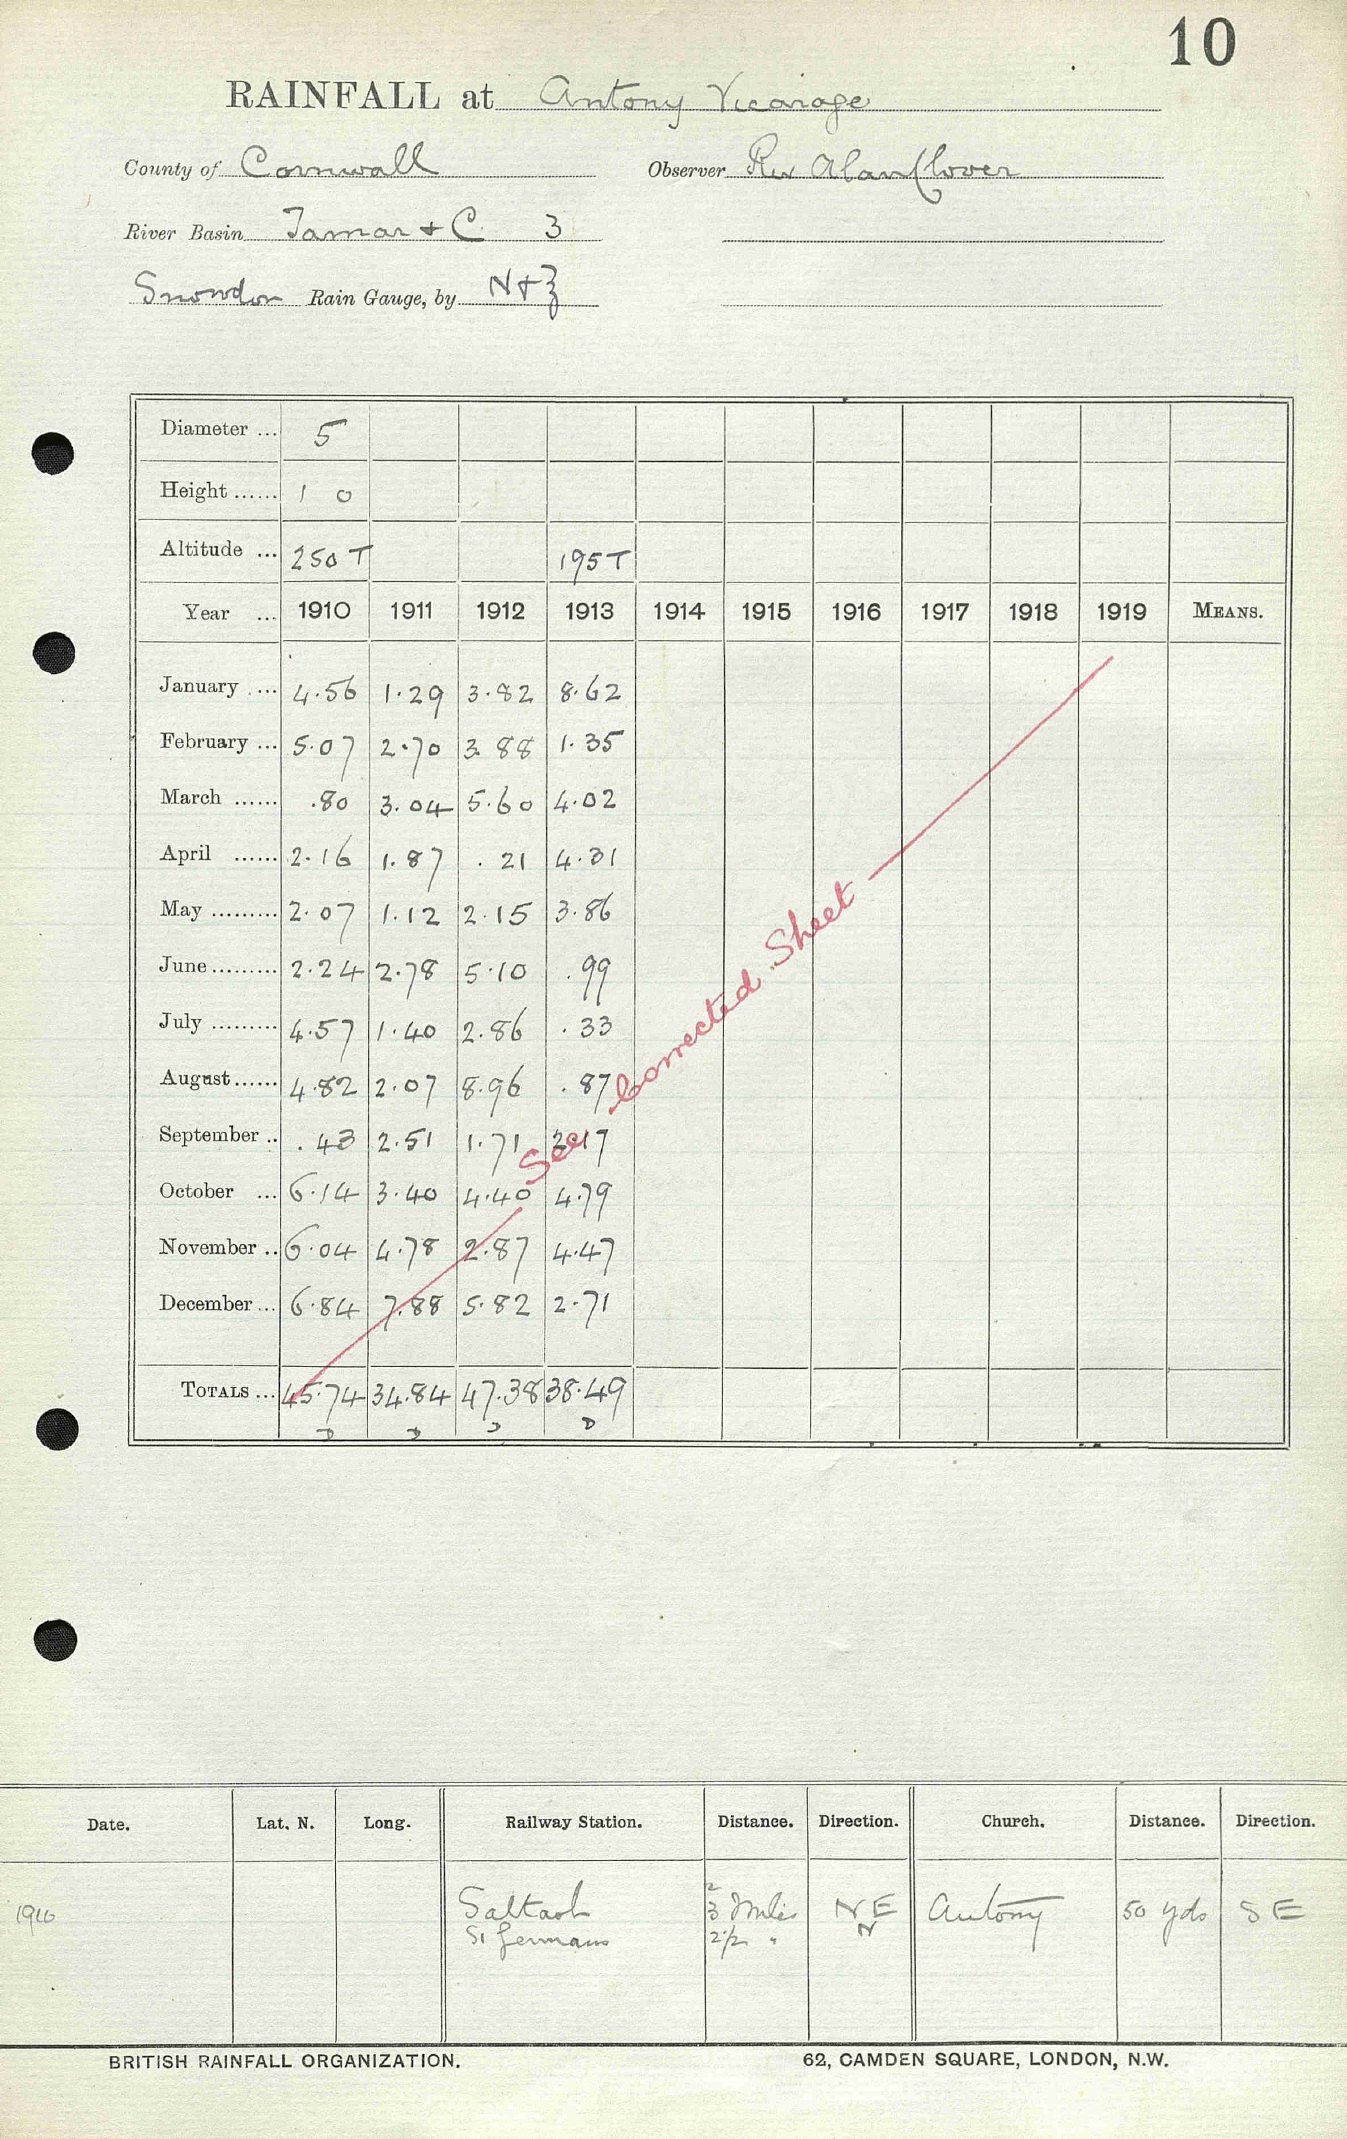 10
RAINFALL at Antony Vicarage
County of Cornwall Observer Rev Alan Clover
River Basin Tamar + C 3
Snowdon Rain Gauge, by N + Z
Diameter ... 5
Height ...... 1 0
Altitude ... 250 T 195 T
Year ... 1910 1911 1912 1913 1914 1915 1916 1917 1918 1919 MEANS.
January .... 4.56 1.29 3.82 8.62
February ... 5.07 2.70 3.88 1.35
March ...... .80 3.04 5.60 4.02
April ...... 2.16 1.87 .21 4.31
May ......... 2.07 1.12 2.15 3.86
June ......... 2.24 2.78 5.10 .99
July ......... 4.57 1.40 2.86 .33
August ...... 4.82 2.07 8.96 .87
September .. .43 2.51 1.71 17
October ... 6.14 3.40 4.40 4.79
November .. 6.04 4.78 2.87 4.47
December ... 6.84 7.88 5.82 2.71
See Corrected Sheet
TOTALS ... 45.74 34.84 47.38 38.49
D D D D
Date. Lat. N. Long. Railway Station. Distance. Direction. Church. Distance. Direction.
1910 Saltash 3 Miles N E Antony 50 yds S E
St Germans 2½ " N
BRITISH RAINFALL ORGANIZATION. 62, CAMDEN SQUARE, LONDON, N.W.